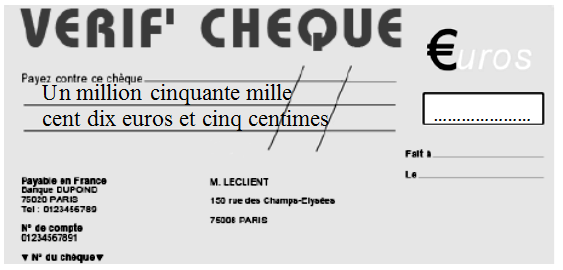 VERIF' CHEQUE
€uros
Payez contre ce chèque
Un million cinquante mille
cent dix euros et cinq centimes
.....................
Fait à
Le
Payable en France
Banque DUPOND
75020 PARIS
Tel : 0123456789
N° de compte
01234567891
▼ N° du chèque▼
M. LECLIENT
150 rue des Champs-Elysées
75008 PARIS